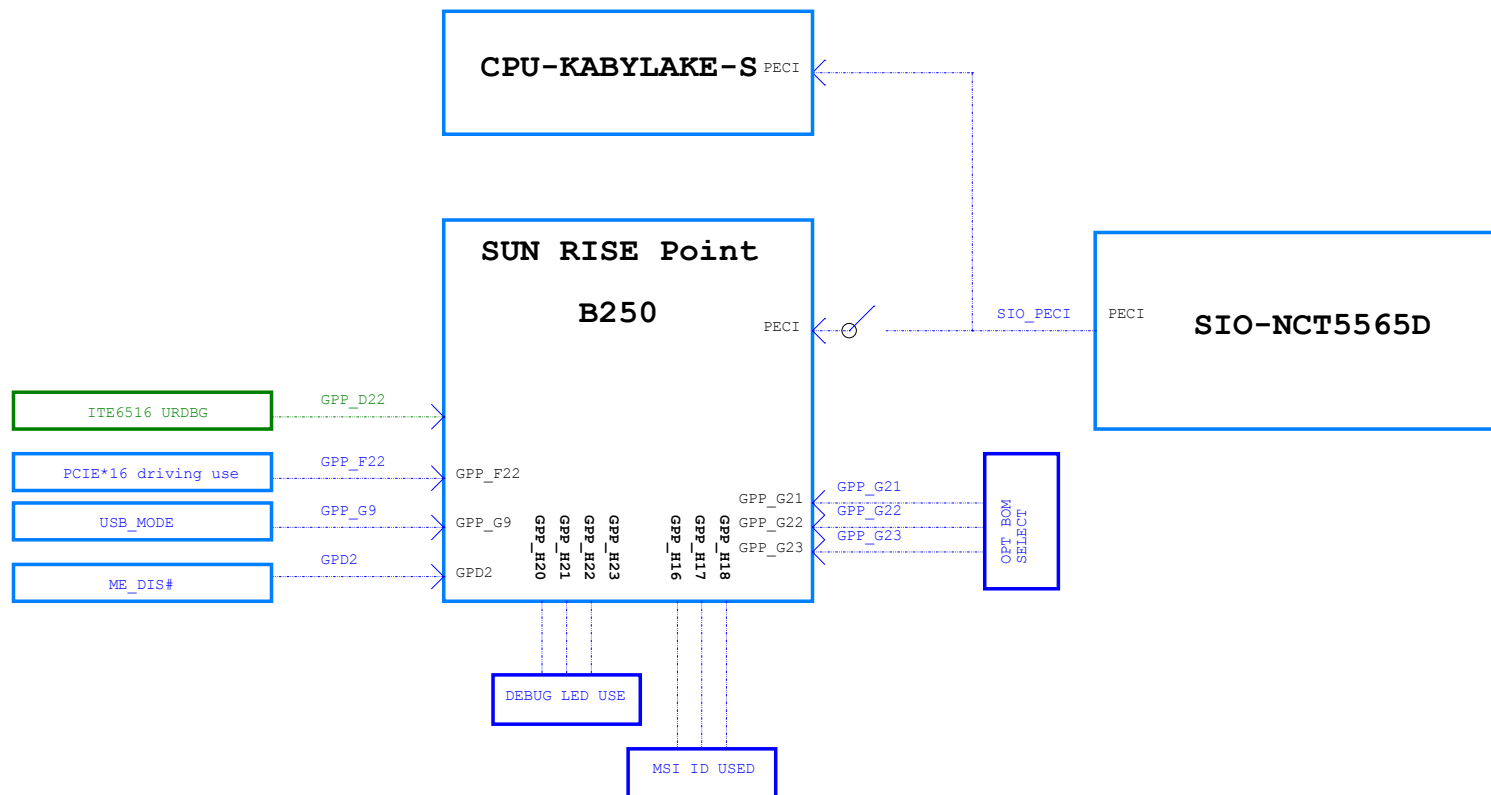 CPU-KABYLAKE-S
PECI
SUN RISE Point
B250
PECI
SIO_PECI
PECI
SIO-NCT5565D
ITE6516 URDBG
GPP_D22
PCIE*16 driving use
GPP_F22
GPP_F22
USB_MODE
GPP_G9
GPP_G9
ME_DIS#
GPD2
GPD2
GPP_H20
GPP_H21
GPP_H22
GPP_H23
GPP_H16
GPP_H17
GPP_H18
GPP_G21
GPP_G22
GPP_G23
GPP_G21
GPP_G22
GPP_G23
OPT BOM
SELECT
DEBUG LED USE
MSI ID USED